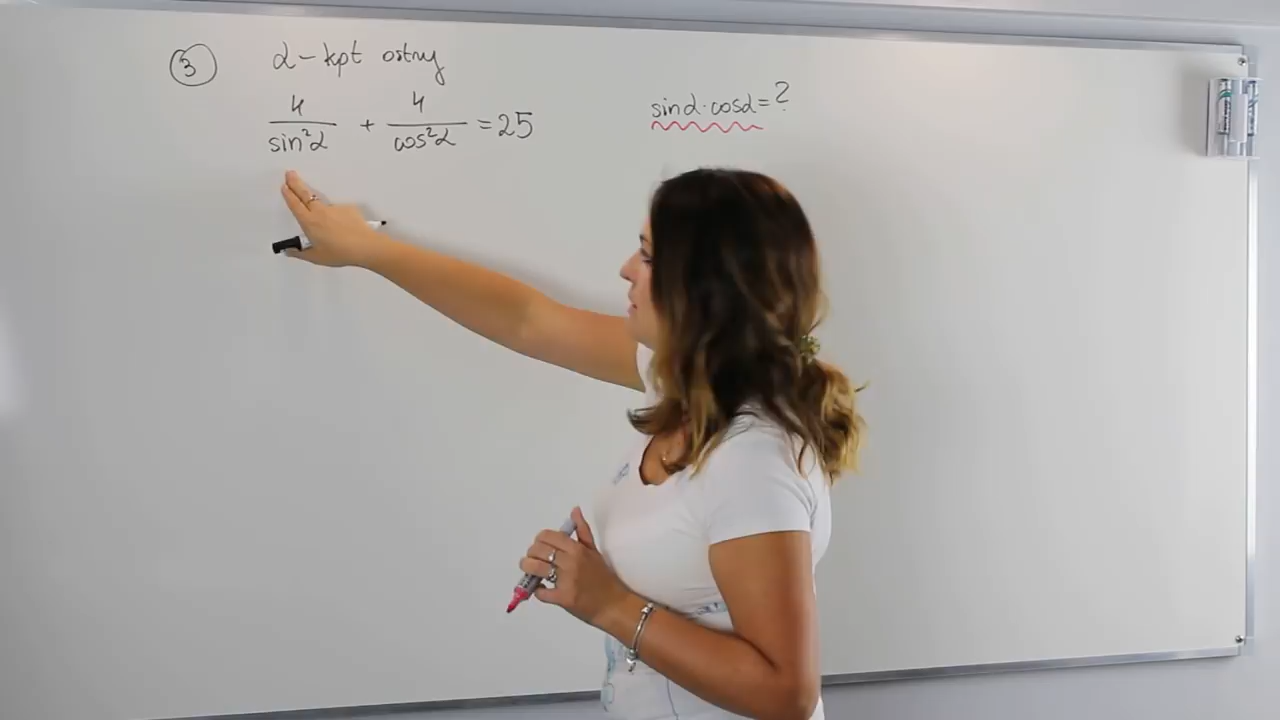 3 α - kąt ostry
4/sin²α + 4/cos²α = 25
sinα·cosα = ?